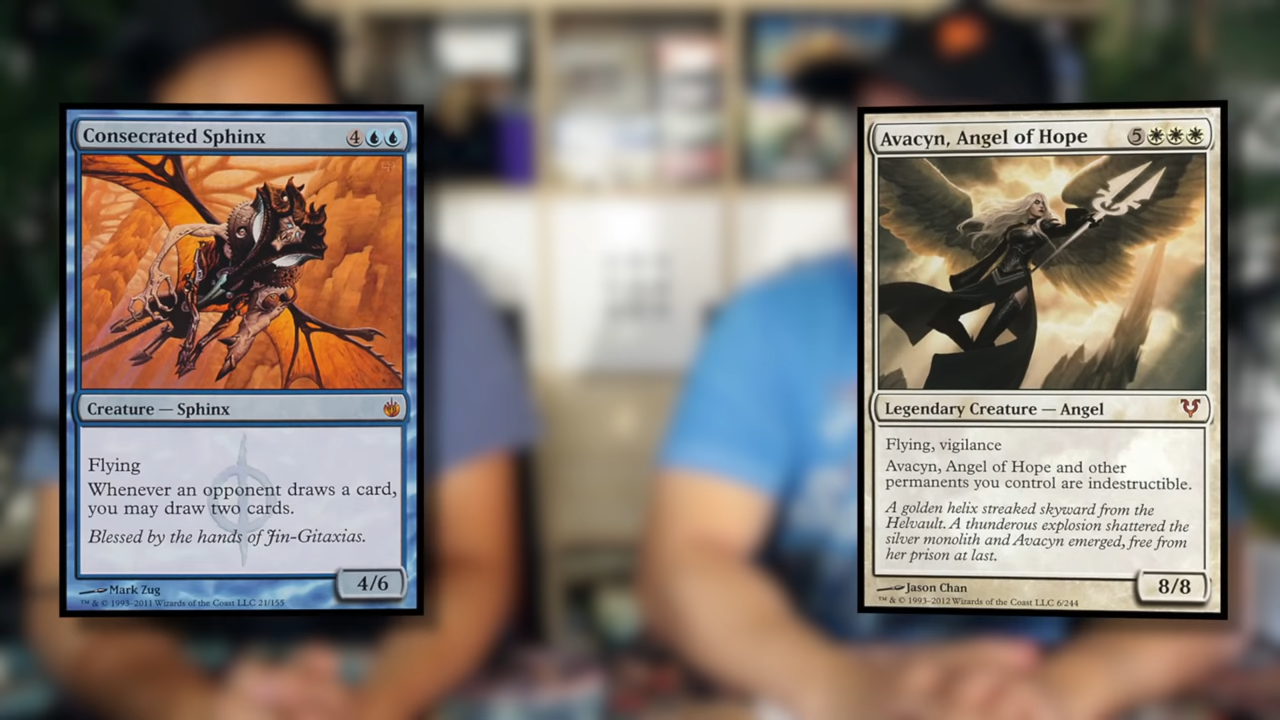 Consecrated Sphinx 4
Creature — Sphinx
Flying
Whenever an opponent draws a card,
you may draw two cards.
Blessed by the hands of Jin-Gitaxias.
4/6
Mark Zug
™ & © 1993–2011 Wizards of the Coast LLC 21/155
Avacyn, Angel of Hope 5
Legendary Creature — Angel
Flying, vigilance
Avacyn, Angel of Hope and other
permanents you control are indestructible.
A golden helix streaked skyward from the
Helvault. A thunderous explosion shattered the
silver monolith and Avacyn emerged, free from
her prison at last.
8/8
Jason Chan
™ & © 1993–2012 Wizards of the Coast LLC 6/244